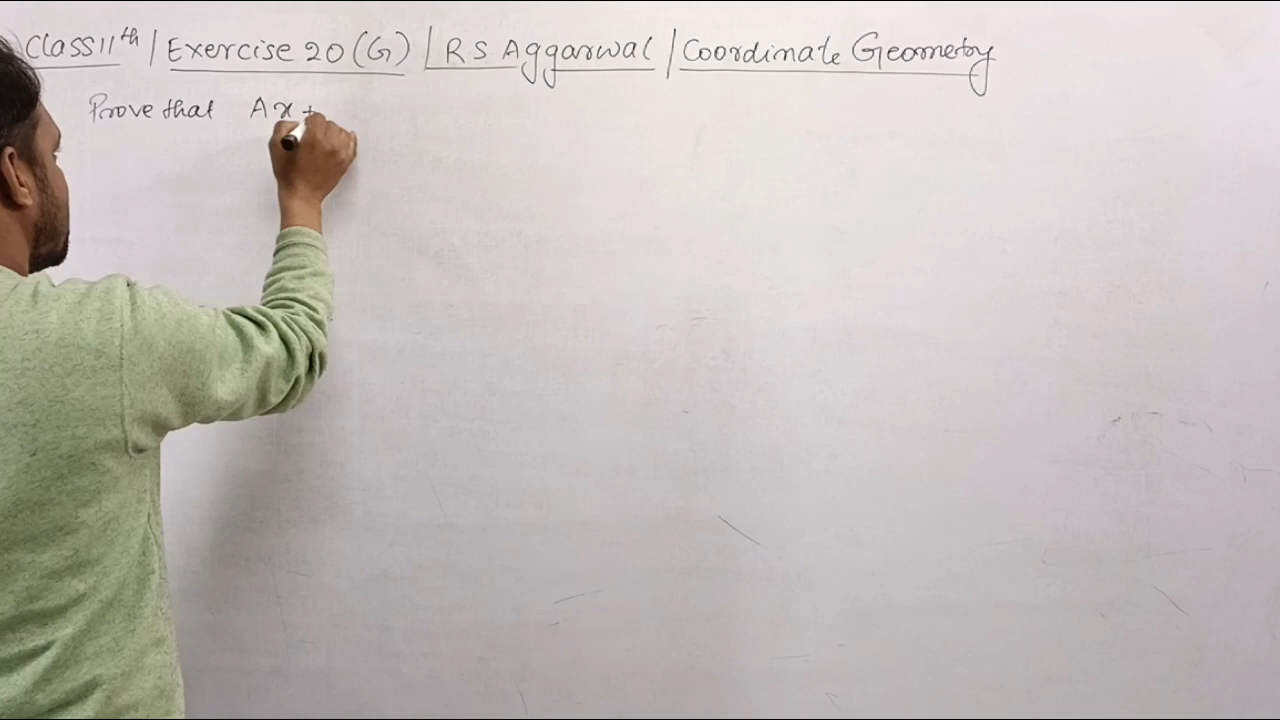 Class 11th | Exercise 20 (G) | R S Aggarwal | Coordinate Geometry
Prove that Ax +